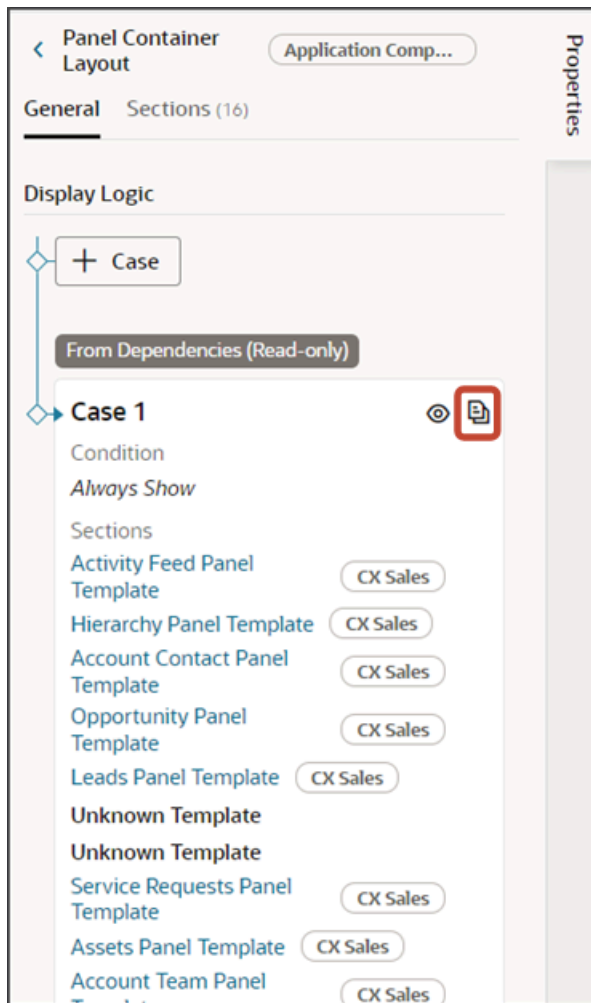 Panel Container
Layout
Application Comp...
Properties
General Sections (16)
Display Logic
+ Case
From Dependencies (Read-only)
Case 1
Condition
Always Show
Sections
Activity Feed Panel
Template
CX Sales
Hierarchy Panel Template CX Sales
Account Contact Panel
Template
CX Sales
Opportunity Panel
Template
CX Sales
Leads Panel Template CX Sales
Unknown Template
Unknown Template
Service Requests Panel
Template
CX Sales
Assets Panel Template CX Sales
Account Team Panel
CX Sales